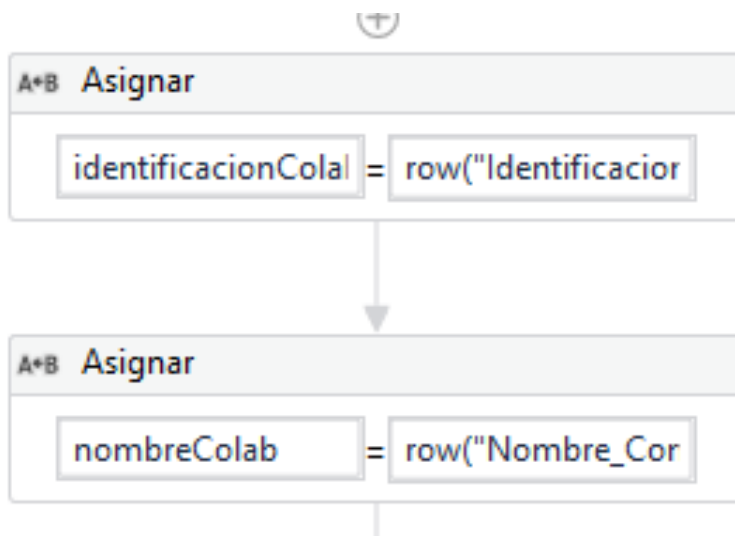 A+B Asignar
identificacionColal = row("Identificacior
A+B Asignar
nombreColab = row("Nombre_Cor